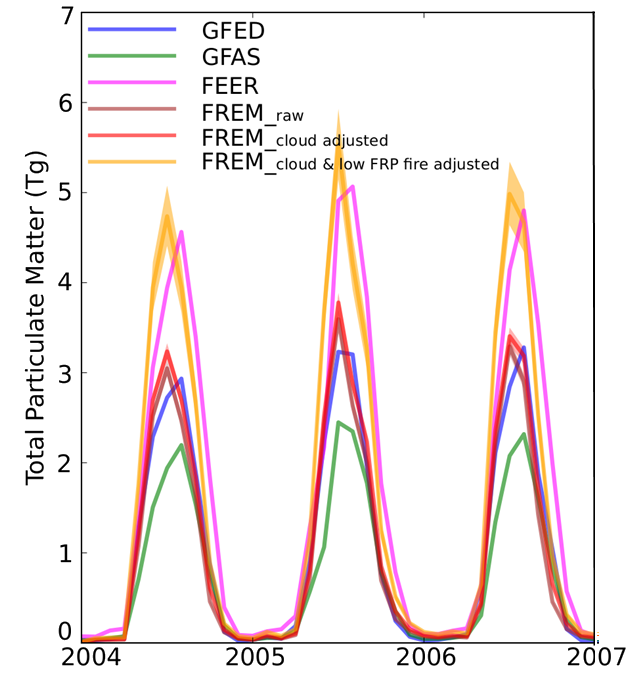 7
6
5
4
3
2
1
0
Total Particulate Matter (Tg)
GFED
GFAS
FEER
FREM_raw
FREM_cloud adjusted
FREM_cloud & low FRP fire adjusted
2004 2005 2006 2007